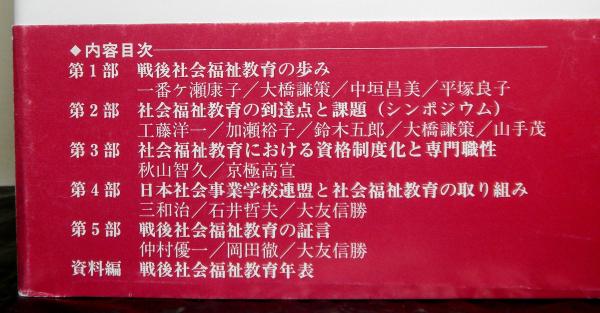 ◆内容目次
第1部 戦後社会福祉教育の歩み
一番ケ瀬康子／大橋謙策／中垣昌美／平塚良子
第2部 社会福祉教育の到達点と課題（シンポジウム）
工藤洋一／加瀬裕子／鈴木五郎／大橋謙策／山手茂
第3部 社会福祉教育における資格制度化と専門職性
秋山智久／京極高宣
第4部 日本社会事業学校連盟と社会福祉教育の取り組み
三和治／石井哲夫／大友信勝
第5部 戦後社会福祉教育の証言
仲村優一／岡田徹／大友信勝
資料編 戦後社会福祉教育年表